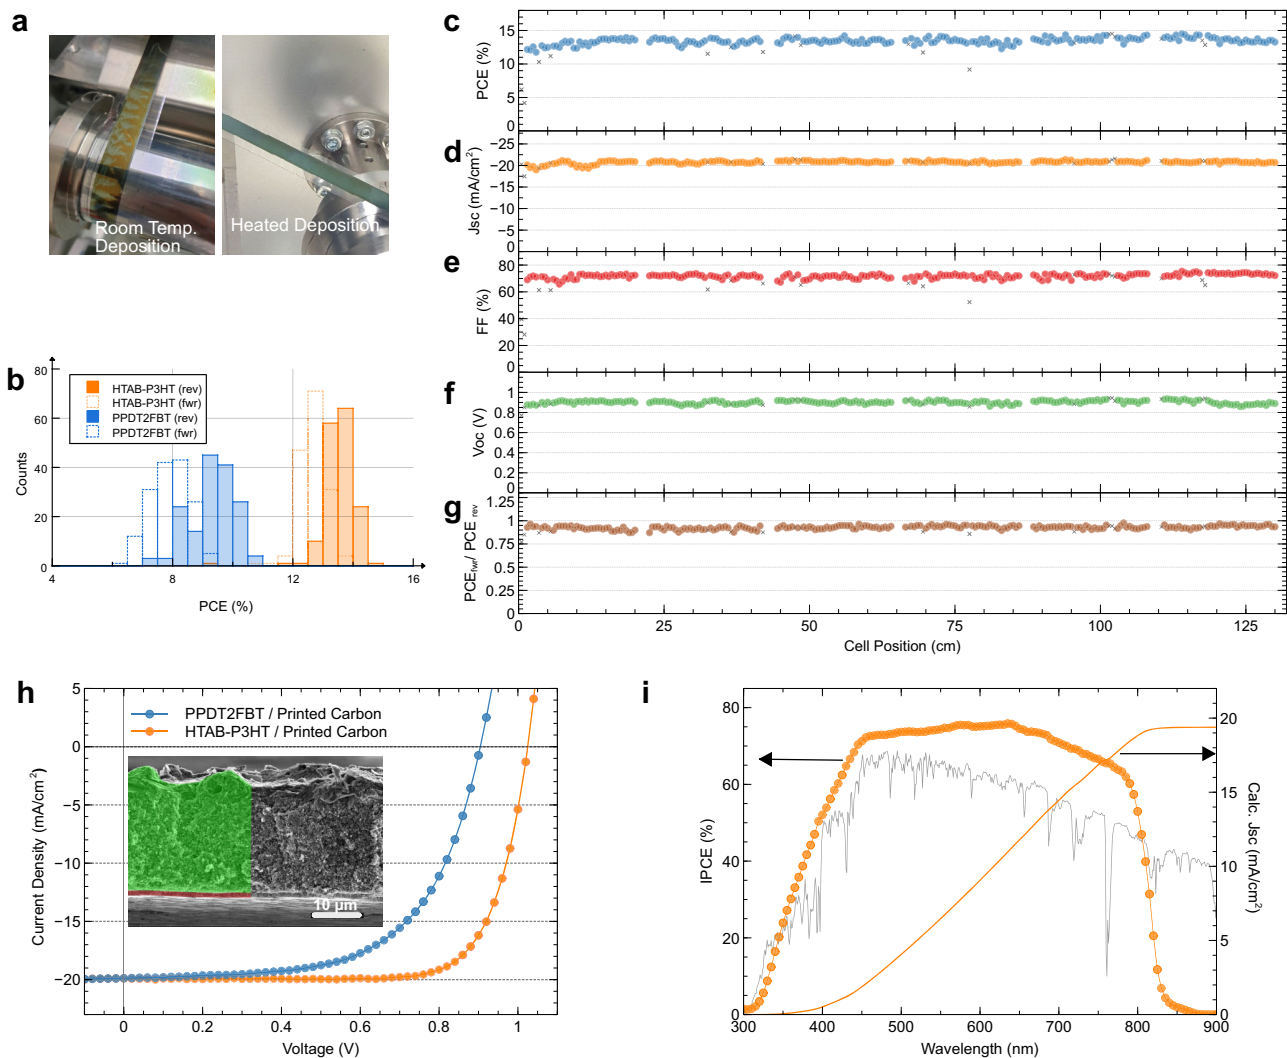 a
Room Temp.
Deposition
Heated Deposition
b
80
60
40
20
0
Counts
HTAB-P3HT (rev)
HTAB-P3HT (fwr)
PPDT2FBT (rev)
PPDT2FBT (fwr)
4
8
12
16
PCE (%)
c
15
10
5
0
PCE (%)
d
−25
−20
−15
−10
−5
0
Jsc (mA/cm²)
e
80
60
40
20
0
FF (%)
f
1
0.8
0.6
0.4
0.2
0
Voc (V)
g
1.25
1
0.75
0.5
0.25
0
PCEfwr/ PCE rev
0
25
50
75
100
125
Cell Position (cm)
h
5
0
−5
−10
−15
−20
Current Density (mA/cm²)
PPDT2FBT / Printed Carbon
HTAB-P3HT / Printed Carbon
10 µm
0
0.2
0.4
0.6
0.8
1
Voltage (V)
i
80
60
40
20
0
IPCE (%)
20
15
10
5
0
Calc. Jsc (mA/cm²)
300
400
500
600
700
800
900
Wavelength (nm)